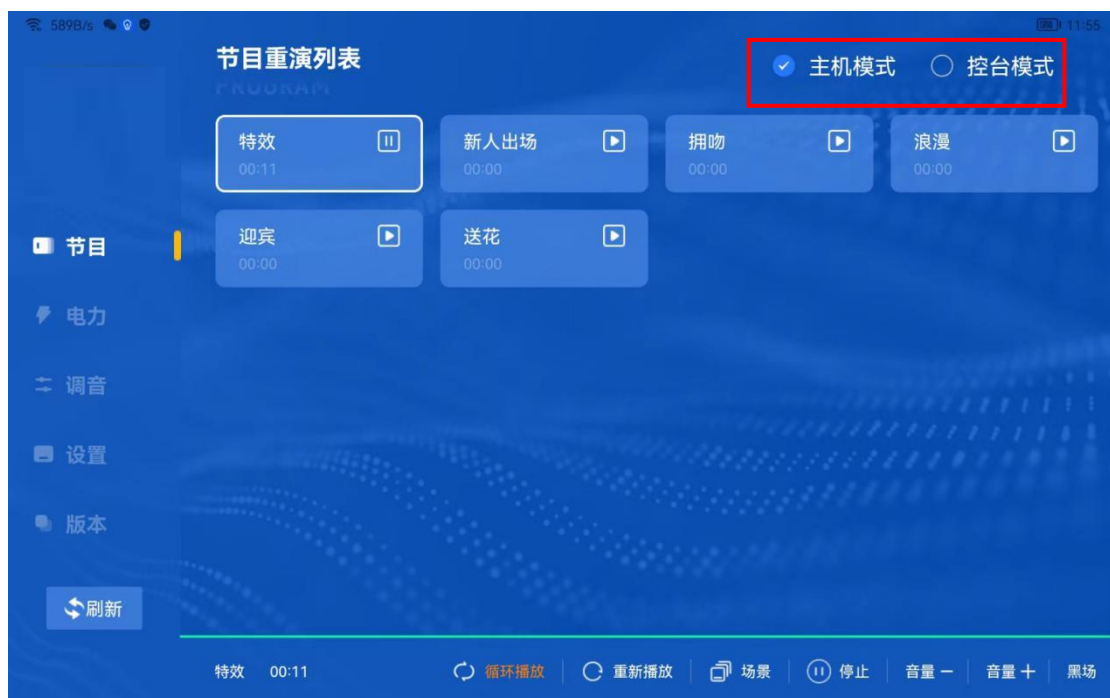 589B/s 11:55
节目重演列表
PROGRAM
主机模式 控台模式
特效 新人出场 拥吻 浪漫
00:11 00:00 00:00 00:00
迎宾 送花
00:00 00:00
节目
电力
调音
设置
版本
刷新
特效 00:11 循环播放 重新播放 场景 停止 音量－ 音量＋ 黑场